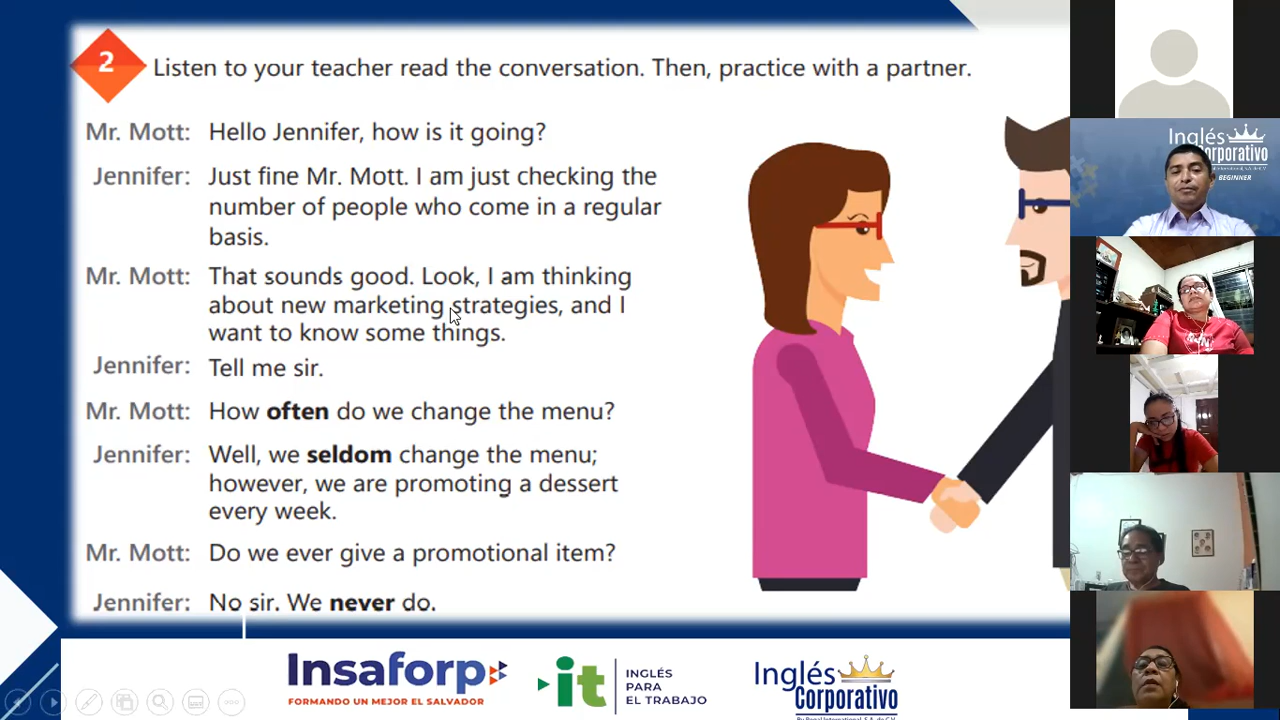 2
Listen to your teacher read the conversation. Then, practice with a partner.
Mr. Mott: Hello Jennifer, how is it going?
Jennifer: Just fine Mr. Mott. I am just checking the
number of people who come in a regular
basis.
Mr. Mott: That sounds good. Look, I am thinking
about new marketing strategies, and I
want to know some things.
Jennifer: Tell me sir.
Mr. Mott: How often do we change the menu?
Jennifer: Well, we seldom change the menu;
however, we are promoting a dessert
every week.
Mr. Mott: Do we ever give a promotional item?
Jennifer: No sir. We never do.
Insaforp
FORMANDO UN MEJOR EL SALVADOR
it
INGLÉS
PARA
EL TRABAJO
Inglés
Corporativo
Inglés
Corporativo
BEGINNER